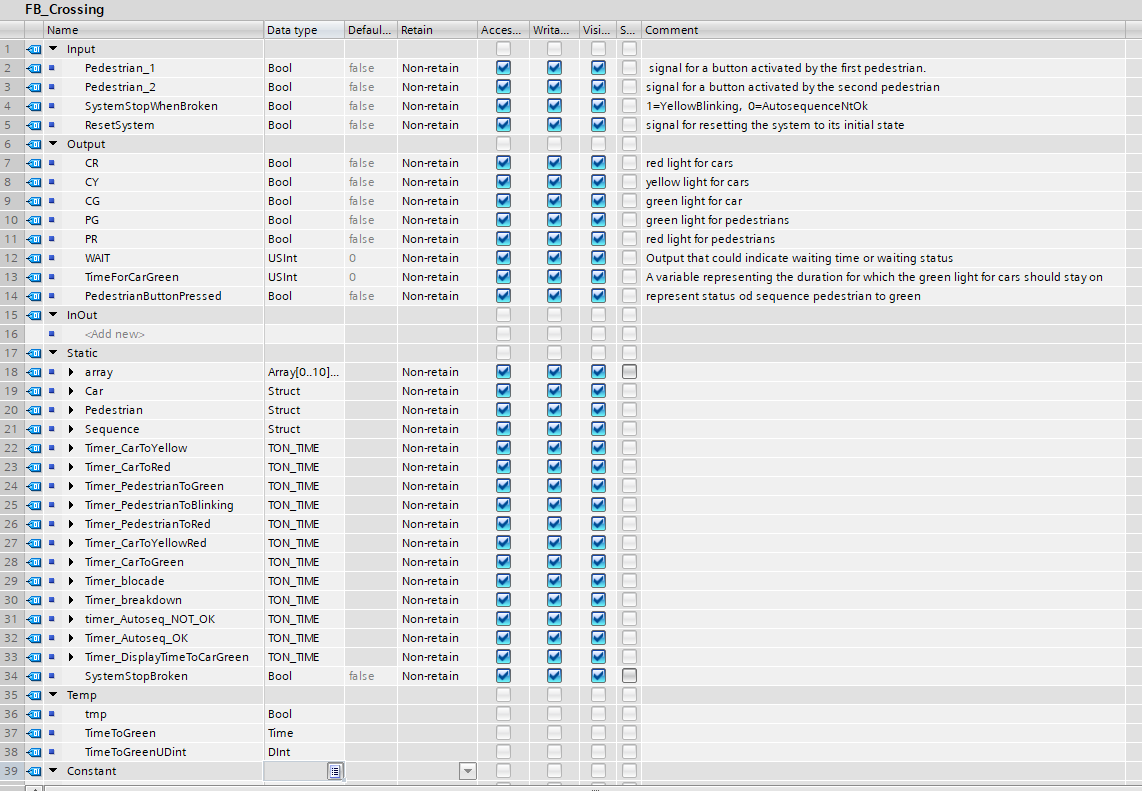 FB_Crossing
Name Data type Defaul... Retain Acces... Writa... Visi... S... Comment
1 Input
2 Pedestrian_1 Bool false Non-retain signal for a button activated by the first pedestrian.
3 Pedestrian_2 Bool false Non-retain signal for a button activated by the second pedestrian
4 SystemStopWhenBroken Bool false Non-retain 1=YellowBlinking, 0=AutosequenceNtOk
5 ResetSystem Bool false Non-retain signal for resetting the system to its initial state
6 Output
7 CR Bool false Non-retain red light for cars
8 CY Bool false Non-retain yellow light for cars
9 CG Bool false Non-retain green light for car
10 PG Bool false Non-retain green light for pedestrians
11 PR Bool false Non-retain red light for pedestrians
12 WAIT USInt 0 Non-retain Output that could indicate waiting time or waiting status
13 TimeForCarGreen USInt 0 Non-retain A variable representing the duration for which the green light for cars should stay on
14 PedestrianButtonPressed Bool false Non-retain represent status od sequence pedestrian to green
15 InOut
16 <Add new>
17 Static
18 array Array[0..10]... Non-retain
19 Car Struct Non-retain
20 Pedestrian Struct Non-retain
21 Sequence Struct Non-retain
22 Timer_CarToYellow TON_TIME Non-retain
23 Timer_CarToRed TON_TIME Non-retain
24 Timer_PedestrianToGreen TON_TIME Non-retain
25 Timer_PedestrianToBlinking TON_TIME Non-retain
26 Timer_PedestrianToRed TON_TIME Non-retain
27 Timer_CarToYellowRed TON_TIME Non-retain
28 Timer_CarToGreen TON_TIME Non-retain
29 Timer_blocade TON_TIME Non-retain
30 Timer_breakdown TON_TIME Non-retain
31 timer_Autoseq_NOT_OK TON_TIME Non-retain
32 Timer_Autoseq_OK TON_TIME Non-retain
33 Timer_DisplayTimeToCarGreen TON_TIME Non-retain
34 SystemStopBroken Bool false Non-retain
35 Temp
36 tmp Bool
37 TimeToGreen Time
38 TimeToGreenUDint DInt
39 Constant